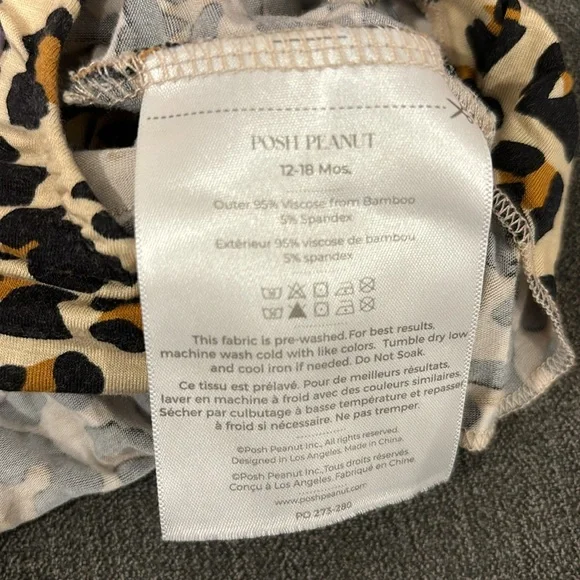 POSH PEANUT
12-18 Mos.
Outer 95% Viscose from Bamboo
5% Spandex
Extérieur 95% viscose de bambou
5% spandex
This fabric is pre-washed. For best results,
machine wash cold with like colors. Tumble dry low
and cool iron if needed. Do Not Soak.
Ce tissu est prélavé. Pour de meilleurs résultats,
laver en machine à froid avec des couleurs similaires.
Sécher par culbutage à basse température et repasser
à froid si nécessaire. Ne pas tremper.
©Posh Peanut Inc., All rights reserved.
Designed in Los Angeles. Made in China.
©Posh Peanut Inc., Tous droits réservés.
Conçu à Los Angeles. Fabriqué en Chine.
www.poshpeanut.com
PO 273-280